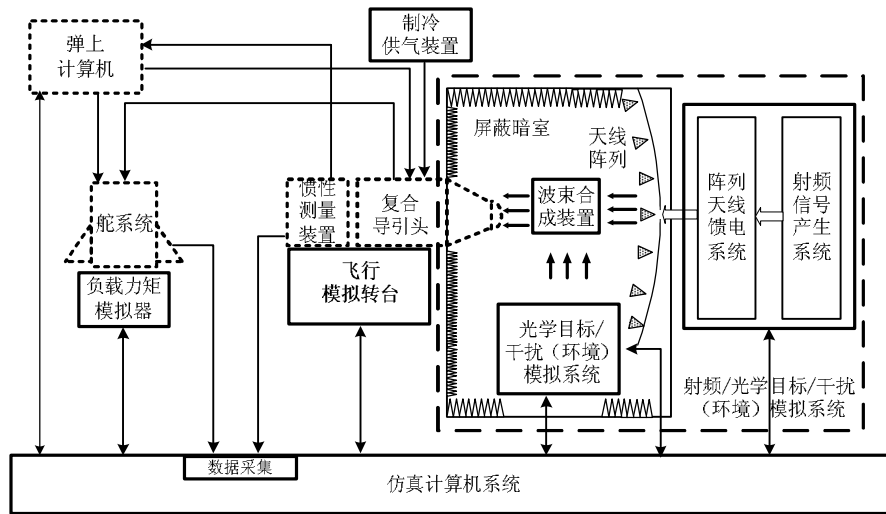 制冷
供气装置
弹上
计算机
屏蔽暗室
天线
阵列
阵列
天线
馈电
系统
射频
信号
产生
系统
惯性
测量
装置
复合
导引头
波束合
成装置
舵系统
飞行
模拟转台
负载力矩
模拟器
光学目标/
干扰（环境）
模拟系统
射频/光学目标/干扰
（环境）模拟系统
数据采集
仿真计算机系统